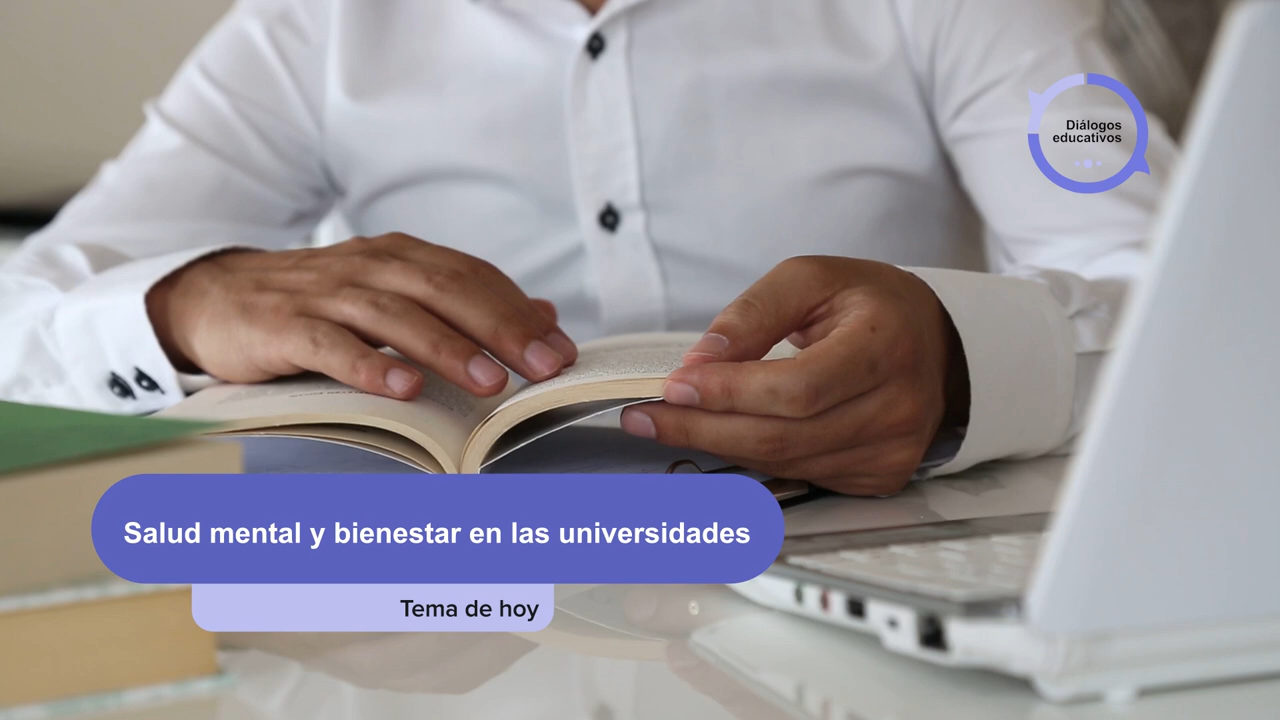 Diálogos
educativos
Salud mental y bienestar en las universidades
Tema de hoy